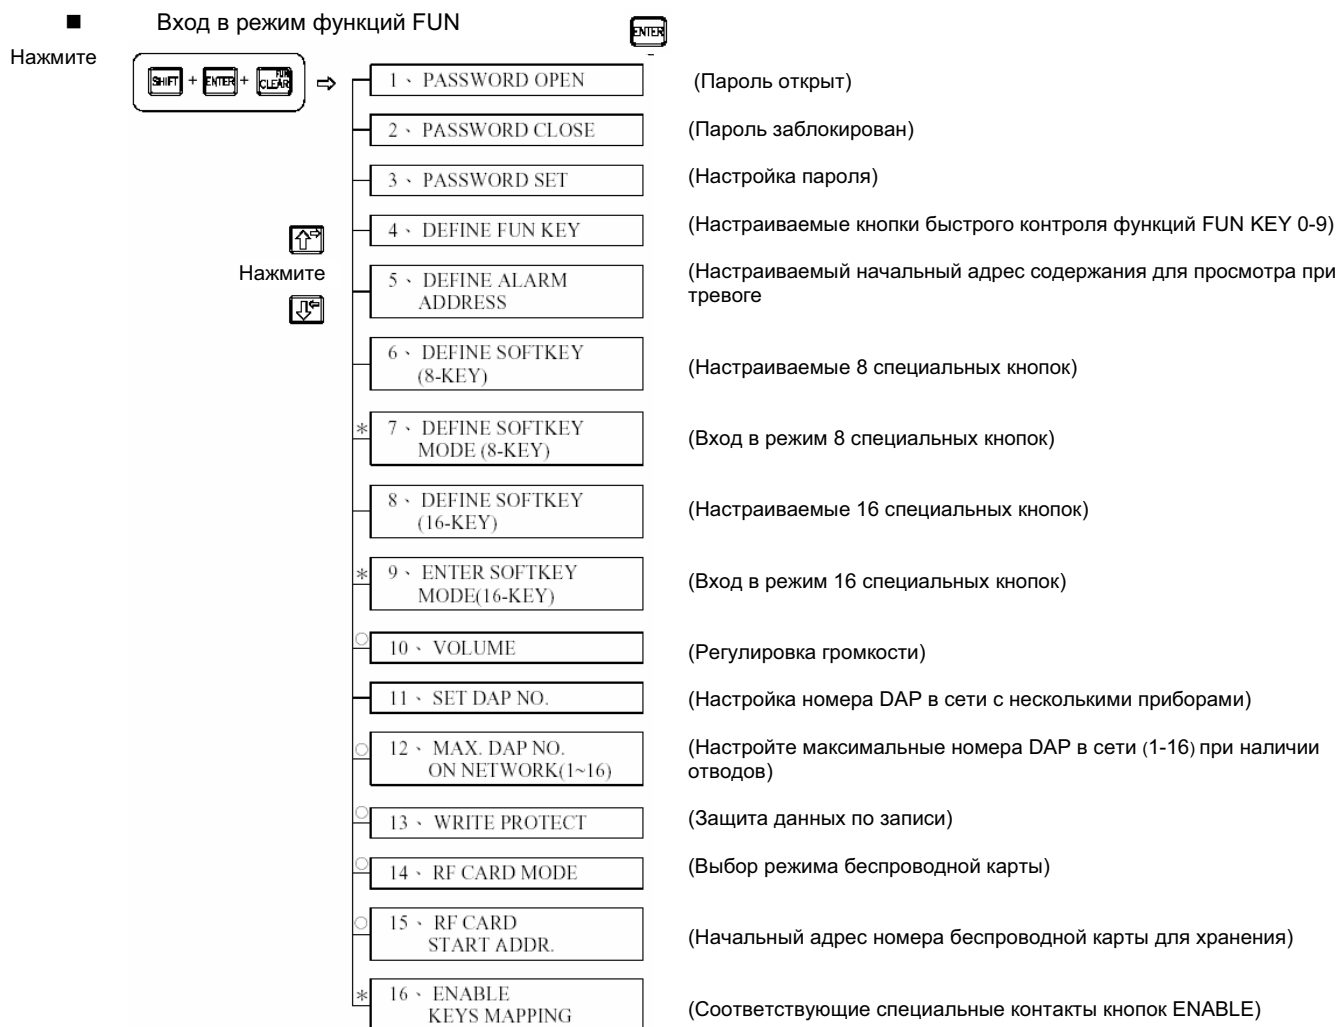 ■ Вход в режим функций FUN
ENTER
Нажмите
SHIFT + ENTER + FUN CLEAR ⇨
1、PASSWORD OPEN (Пароль открыт)
2、PASSWORD CLOSE (Пароль заблокирован)
3、PASSWORD SET (Настройка пароля)
4、DEFINE FUN KEY (Настраиваемые кнопки быстрого контроля функций FUN KEY 0-9)
Нажмите
5、DEFINE ALARM
ADDRESS
(Настраиваемый начальный адрес содержания для просмотра при
тревоге
6、DEFINE SOFTKEY
(8-KEY)
(Настраиваемые 8 специальных кнопок)
* 7、DEFINE SOFTKEY
MODE (8-KEY)
(Вход в режим 8 специальных кнопок)
8、DEFINE SOFTKEY
(16-KEY)
(Настраиваемые 16 специальных кнопок)
* 9、ENTER SOFTKEY
MODE(16-KEY)
(Вход в режим 16 специальных кнопок)
○ 10、VOLUME (Регулировка громкости)
11、SET DAP NO. (Настройка номера DAP в сети с несколькими приборами)
○ 12、MAX. DAP NO.
ON NETWORK(1~16)
(Настройте максимальные номера DAP в сети (1-16) при наличии
отводов)
○ 13、WRITE PROTECT (Защита данных по записи)
○ 14、RF CARD MODE (Выбор режима беспроводной карты)
○ 15、RF CARD
START ADDR.
(Начальный адрес номера беспроводной карты для хранения)
* 16、ENABLE
KEYS MAPPING
(Соответствующие специальные контакты кнопок ENABLE)